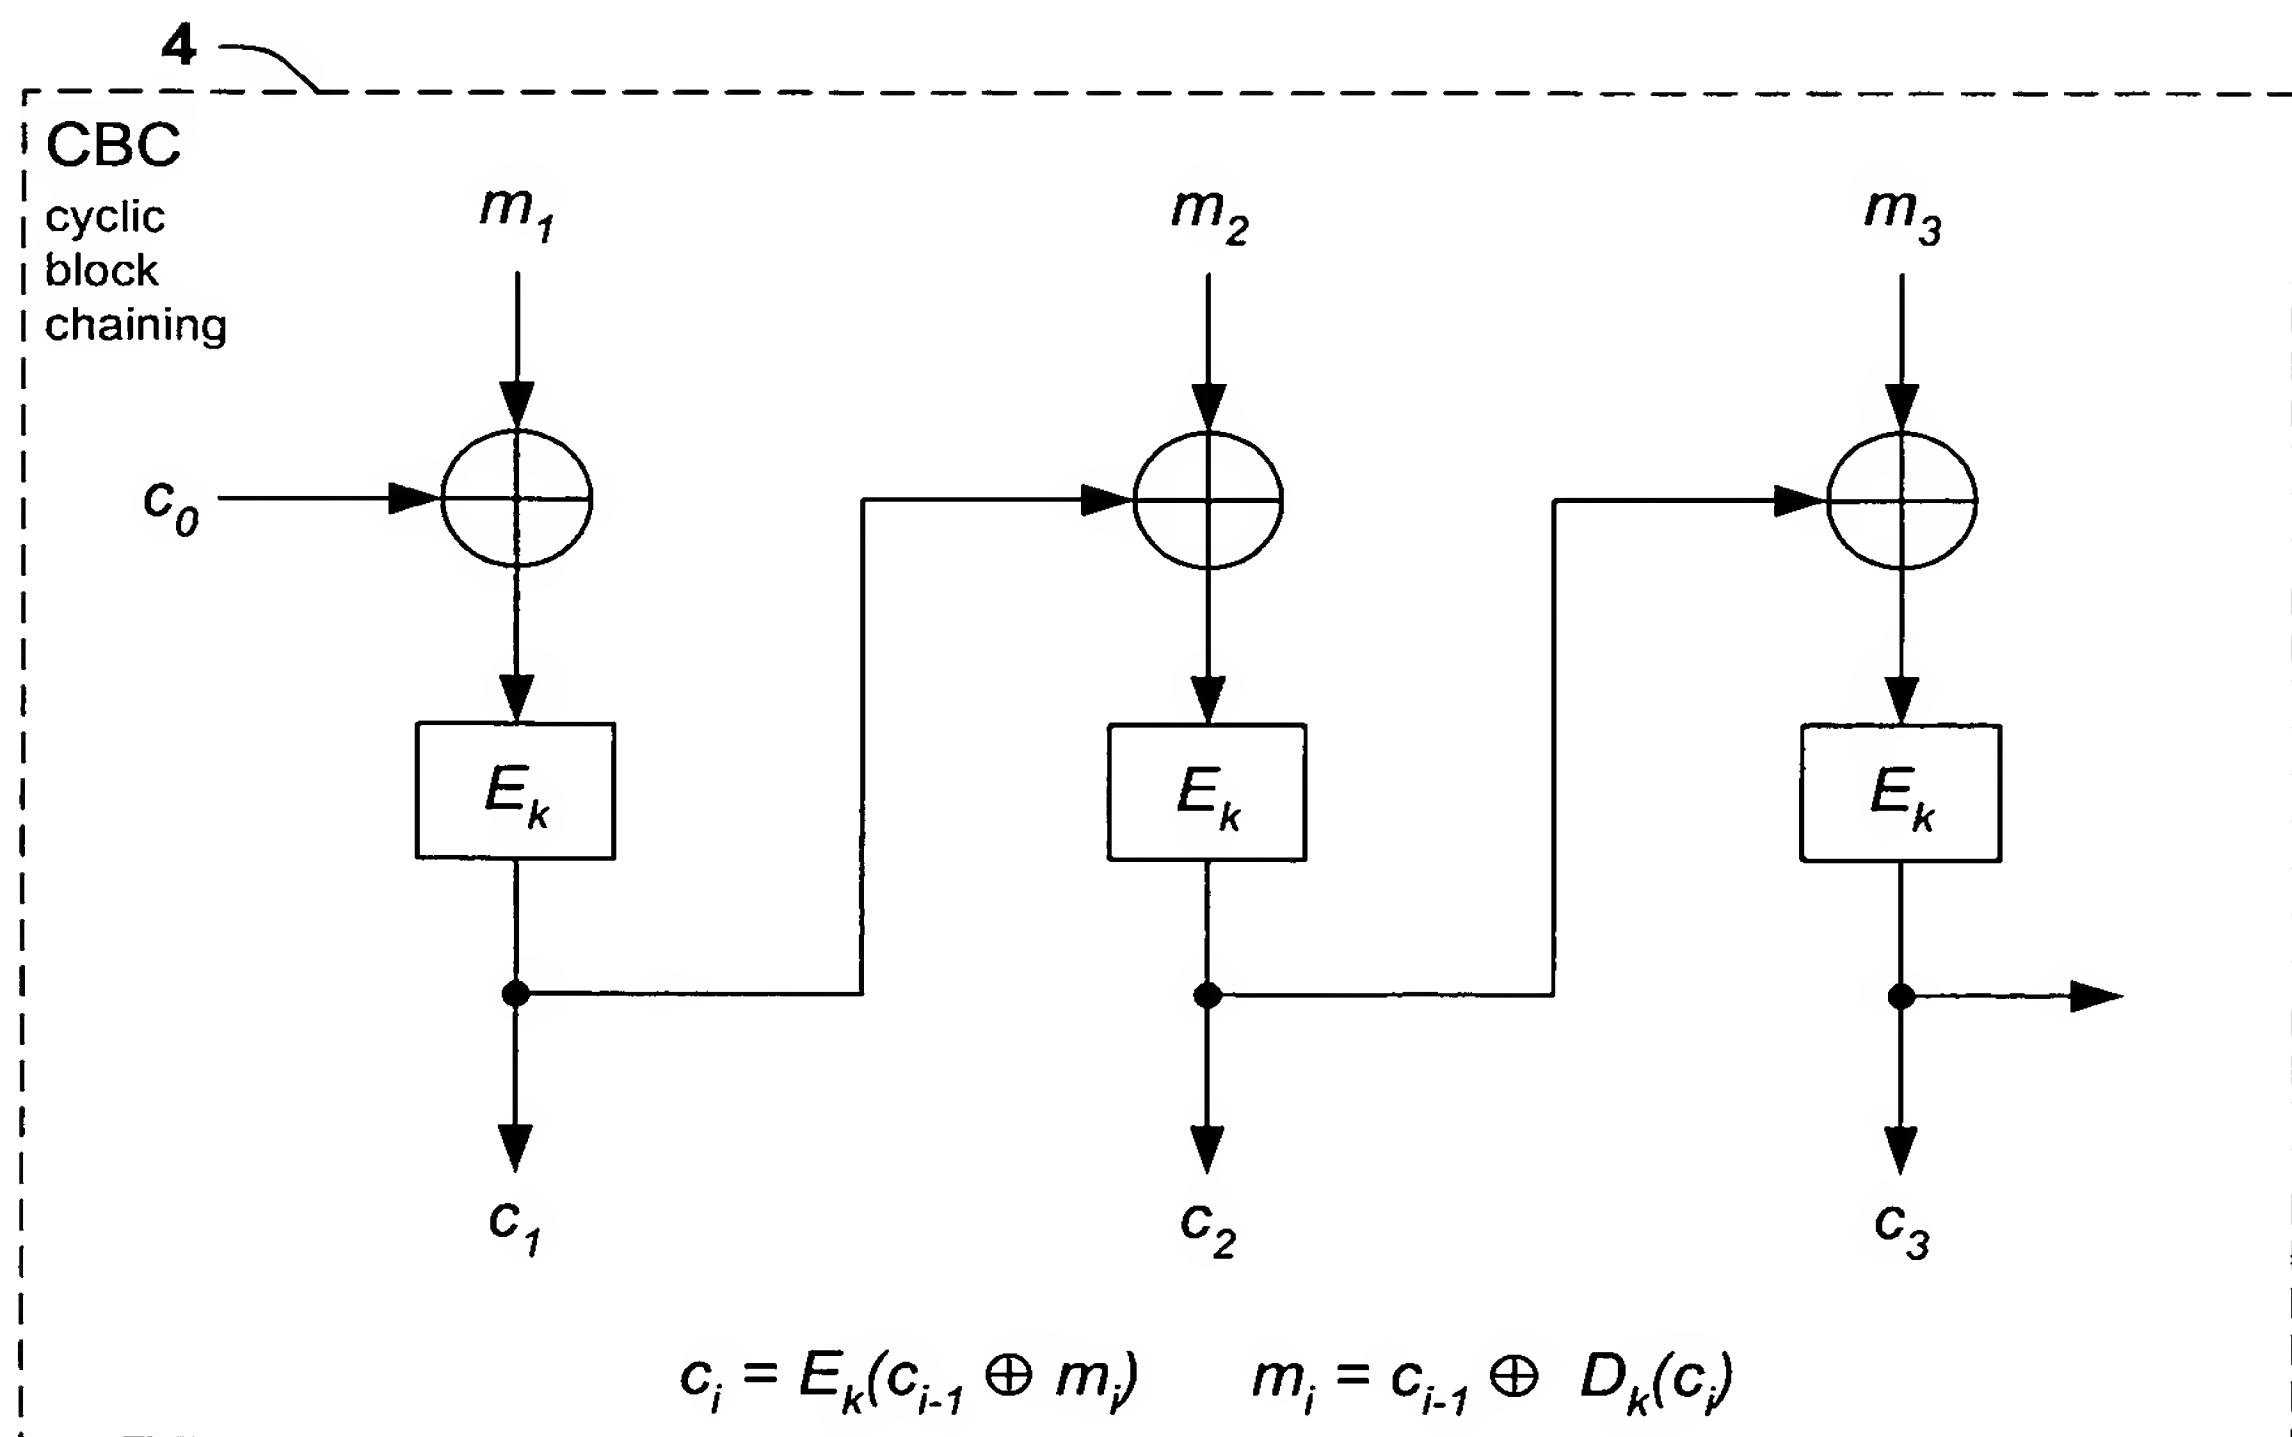 4
CBC
cyclic
block
chaining
m₁ m₂ m₃
c₀
Eₖ Eₖ Eₖ
c₁ c₂ c₃
cᵢ = Eₖ(cᵢ₋₁ ⊕ mᵢ) mᵢ = cᵢ₋₁ ⊕ Dₖ(cᵢ)